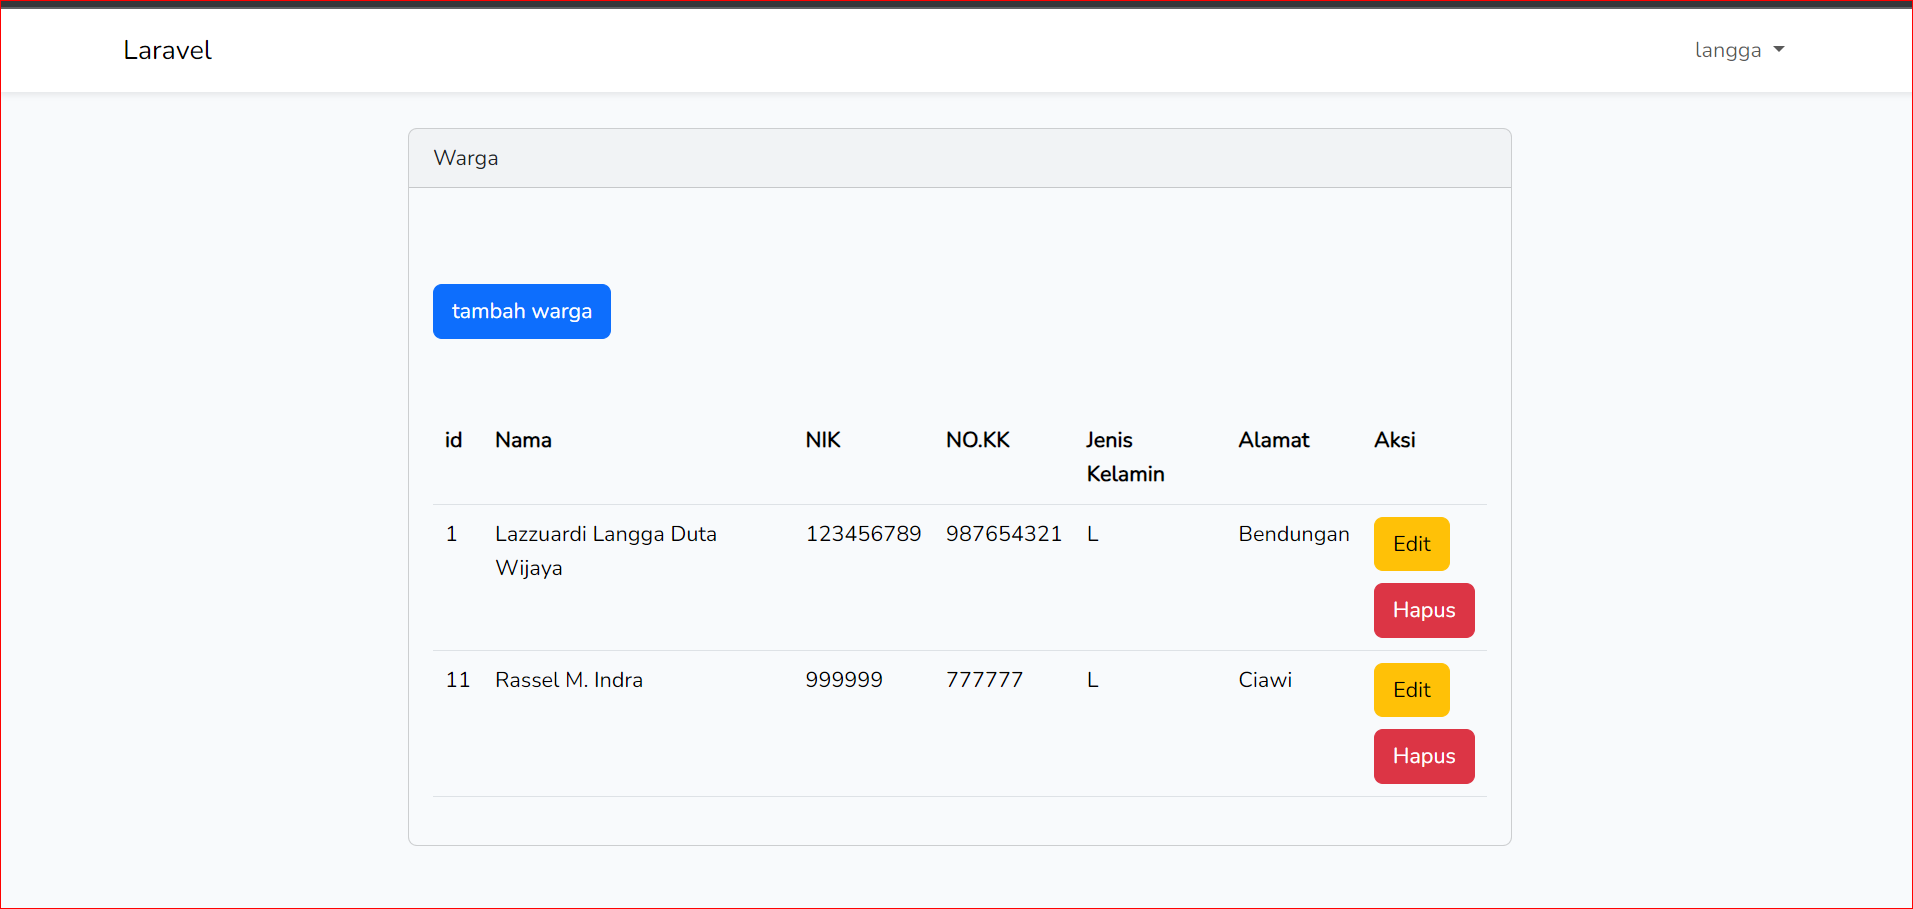 Laravel
langga
Warga
tambah warga
id Nama NIK NO.KK Jenis Alamat Aksi
Kelamin
1 Lazzuardi Langga Duta 123456789 987654321 L Bendungan Edit
Wijaya
Hapus
11 Rassel M. Indra 999999 777777 L Ciawi Edit
Hapus